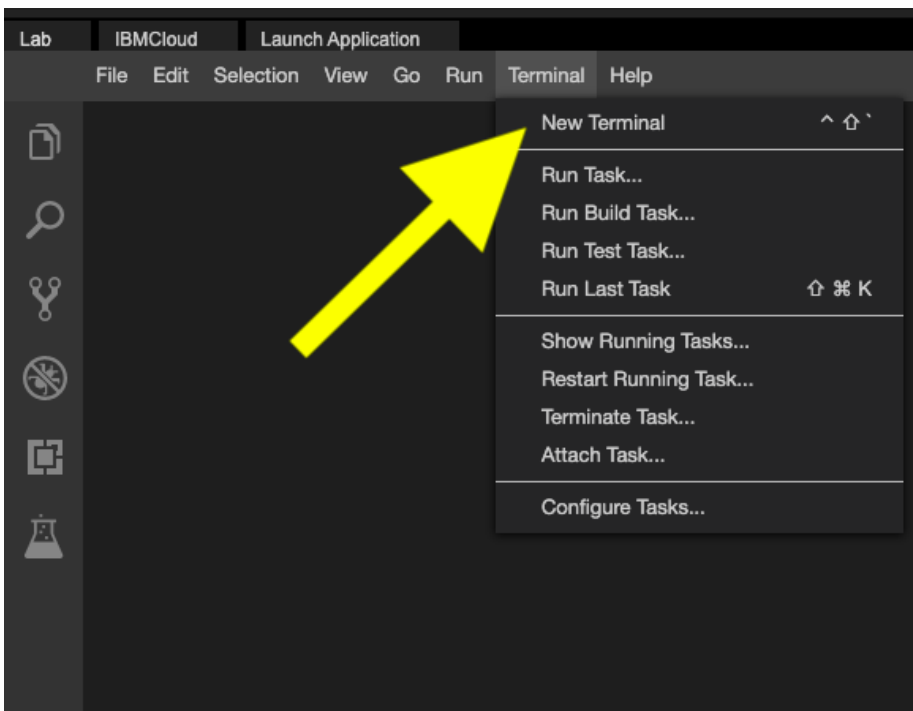 Lab IBMCloud Launch Application
File Edit Selection View Go Run Terminal Help
New Terminal ^ ⇧ `
Run Task...
Run Build Task...
Run Test Task...
Run Last Task ⇧ ⌘ K
Show Running Tasks...
Restart Running Task...
Terminate Task...
Attach Task...
Configure Tasks...